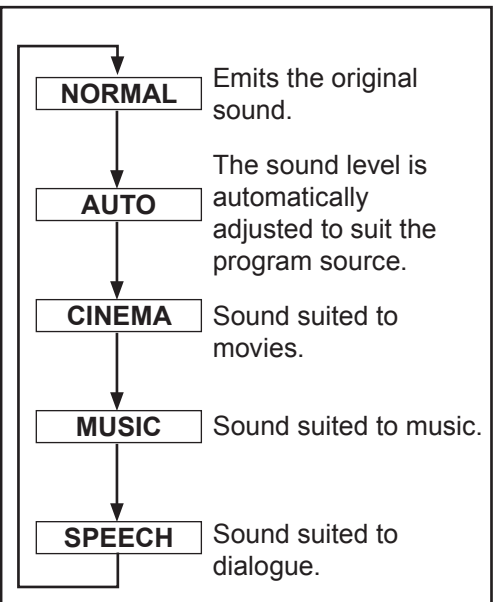 NORMAL
Emits the original
sound.
AUTO
The sound level is
automatically
adjusted to suit the
program source.
CINEMA
Sound suited to
movies.
MUSIC
Sound suited to music.
SPEECH
Sound suited to
dialogue.